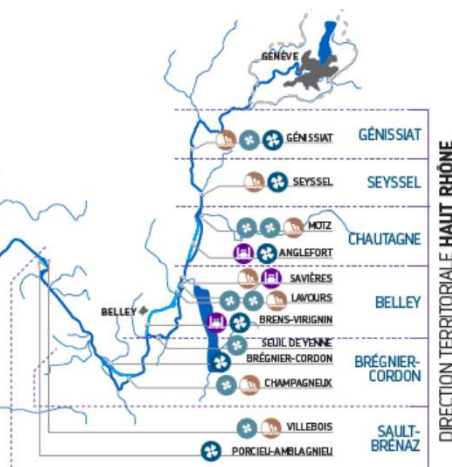 GENÈVE
GÉNISSIAT
GÉNISSIAT
SEYSSEL
SEYSSEL
MOTZ
CHAUTAGNE
ANGLEFORT
SAVIÈRES
LAVOURS
BELLEY
BELLEY
BRENS-VIRIGNIN
SEUIL DE YENNE
BRÉGNIER-CORDON
BRÉGNIER-
CORDON
CHAMPAGNEUX
VILLEBOIS
SAULT-
BRÉNAZ
PORCIEU-AMBLAGNIEU
DIRECTION TERRITORIALE HAUT RHÔNE